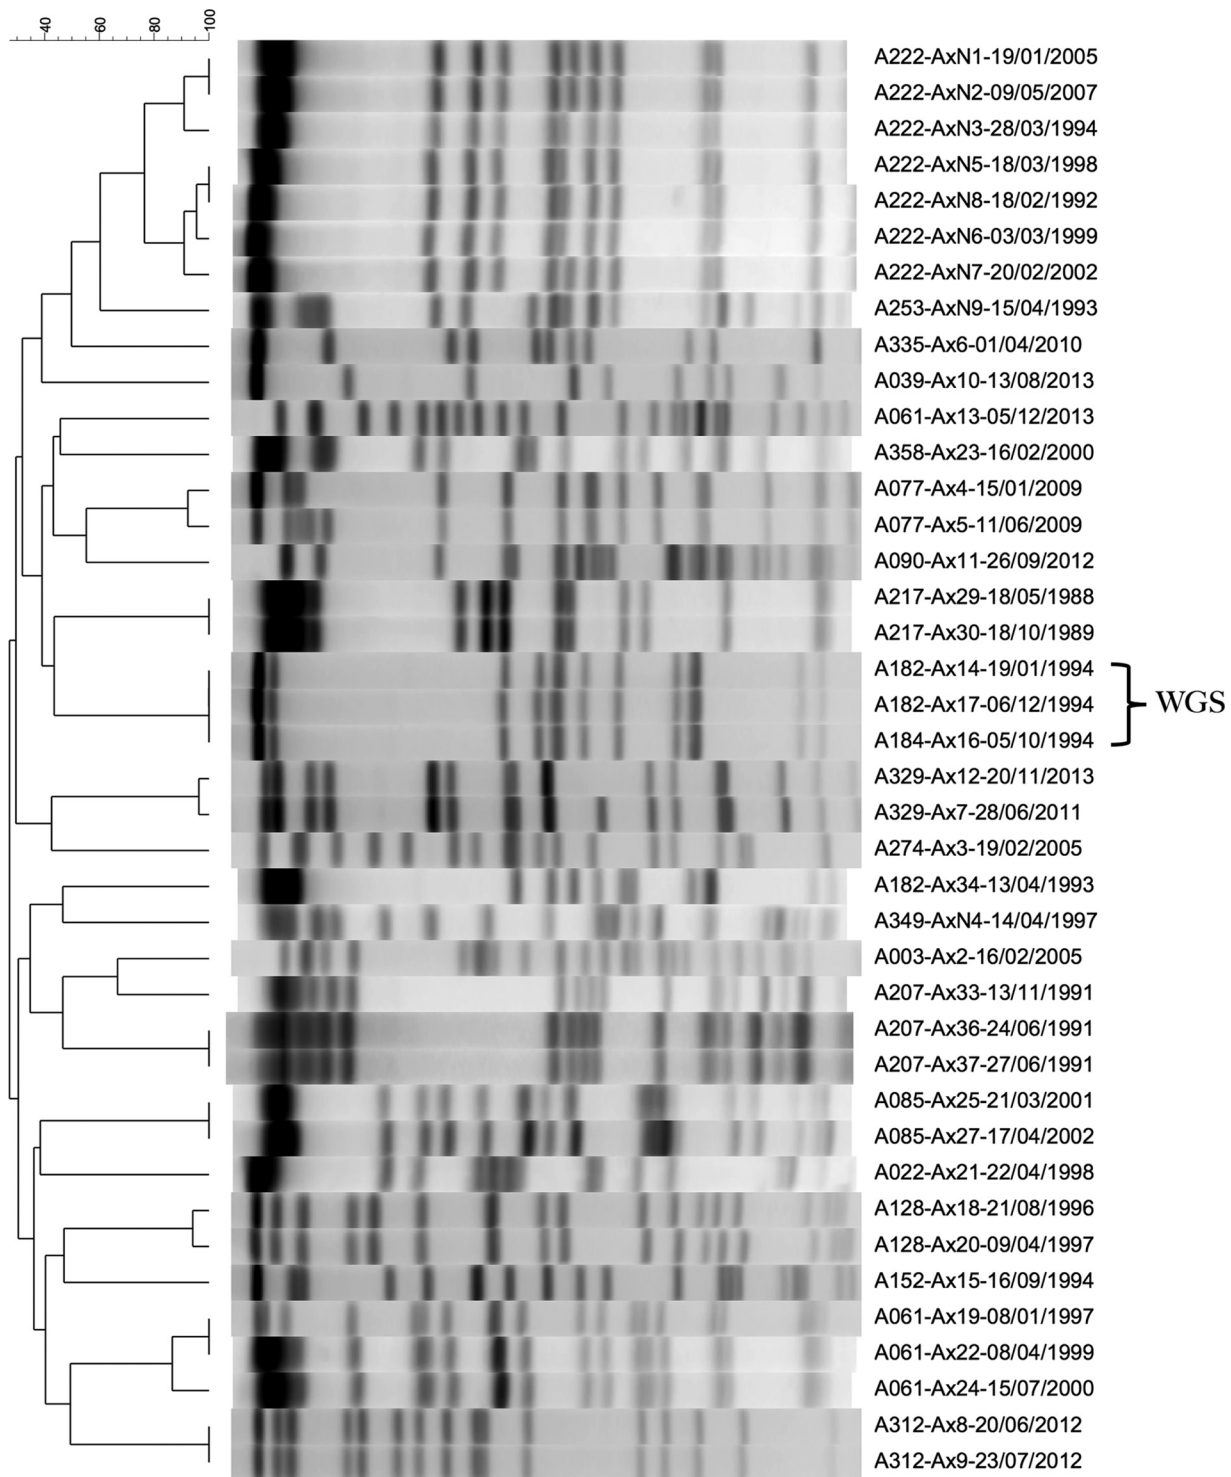 40 60 80 100
A222-AxN1-19/01/2005
A222-AxN2-09/05/2007
A222-AxN3-28/03/1994
A222-AxN5-18/03/1998
A222-AxN8-18/02/1992
A222-AxN6-03/03/1999
A222-AxN7-20/02/2002
A253-AxN9-15/04/1993
A335-Ax6-01/04/2010
A039-Ax10-13/08/2013
A061-Ax13-05/12/2013
A358-Ax23-16/02/2000
A077-Ax4-15/01/2009
A077-Ax5-11/06/2009
A090-Ax11-26/09/2012
A217-Ax29-18/05/1988
A217-Ax30-18/10/1989
A182-Ax14-19/01/1994
A182-Ax17-06/12/1994 WGS
A184-Ax16-05/10/1994
A329-Ax12-20/11/2013
A329-Ax7-28/06/2011
A274-Ax3-19/02/2005
A182-Ax34-13/04/1993
A349-AxN4-14/04/1997
A003-Ax2-16/02/2005
A207-Ax33-13/11/1991
A207-Ax36-24/06/1991
A207-Ax37-27/06/1991
A085-Ax25-21/03/2001
A085-Ax27-17/04/2002
A022-Ax21-22/04/1998
A128-Ax18-21/08/1996
A128-Ax20-09/04/1997
A152-Ax15-16/09/1994
A061-Ax19-08/01/1997
A061-Ax22-08/04/1999
A061-Ax24-15/07/2000
A312-Ax8-20/06/2012
A312-Ax9-23/07/2012